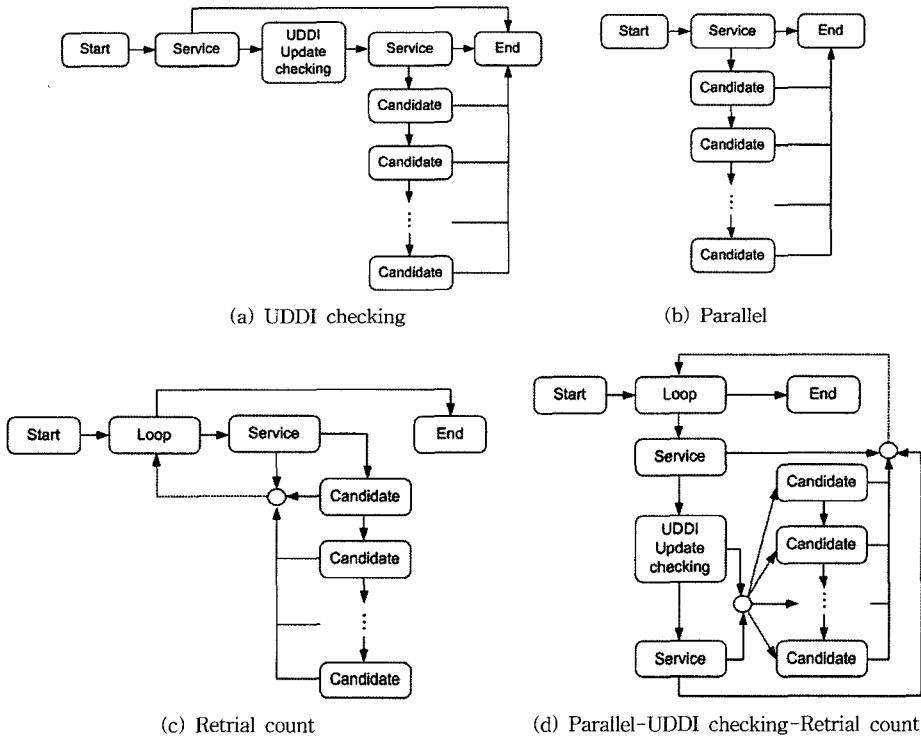 Start
Service
UDDI
Update
checking
Service
End
Candidate
Candidate
Candidate
(a) UDDI checking
Start
Service
End
Candidate
Candidate
Candidate
(b) Parallel
Start
Loop
Service
End
Candidate
Candidate
Candidate
(c) Retrial count
Start
Loop
End
Service
UDDI
Update
checking
Service
Candidate
Candidate
Candidate
(d) Parallel-UDDI checking-Retrial count